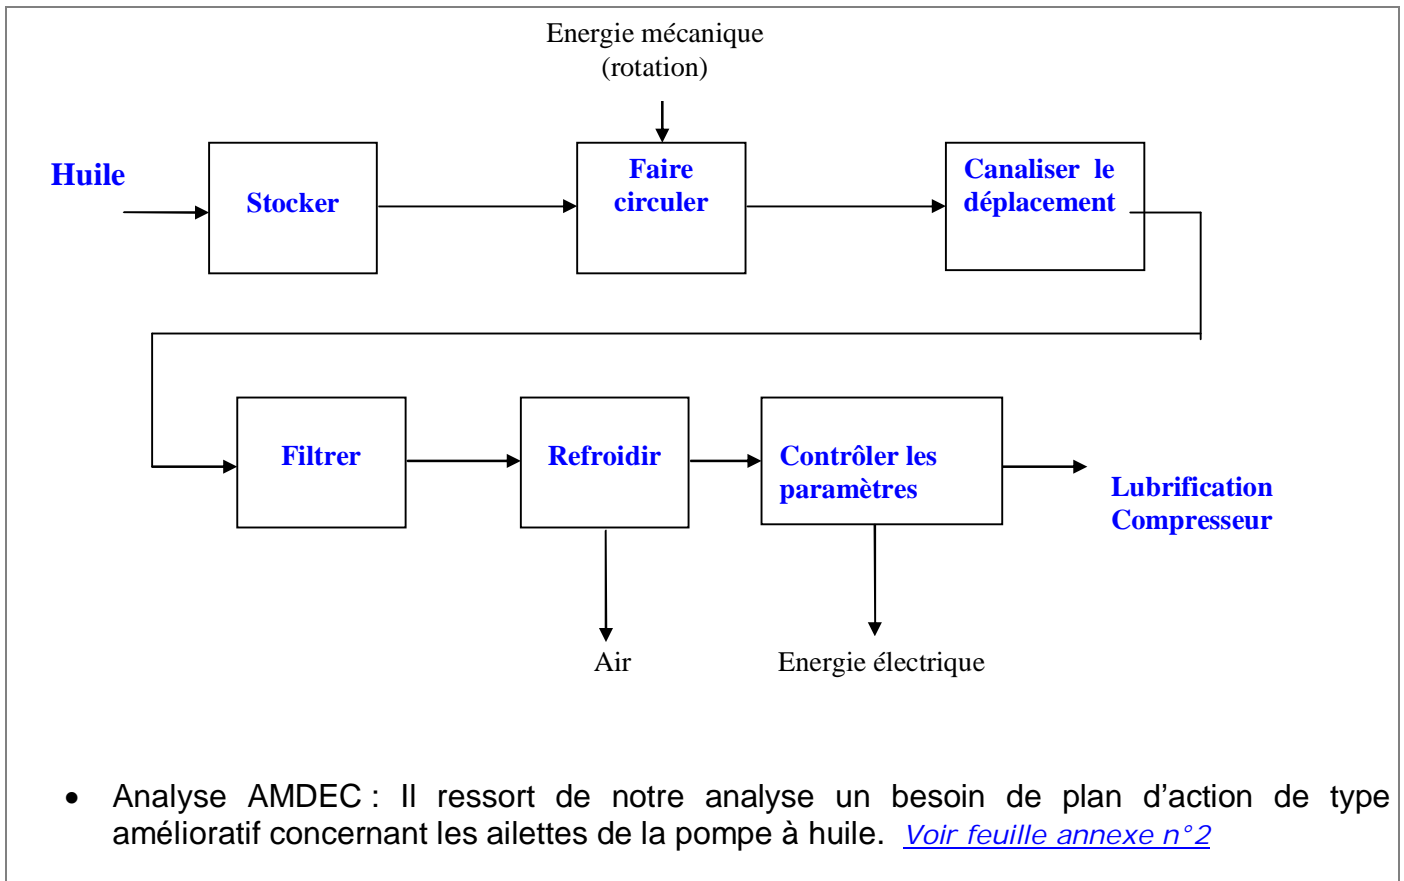 Energie mécanique
(rotation)
Huile
Stocker
Faire
circuler
Canaliser le
déplacement
Filtrer
Refroidir
Contrôler les
paramètres
Lubrification
Compresseur
Air
Energie électrique
• Analyse AMDEC : Il ressort de notre analyse un besoin de plan d'action de type
amélioratif concernant les ailettes de la pompe à huile. Voir feuille annexe n°2